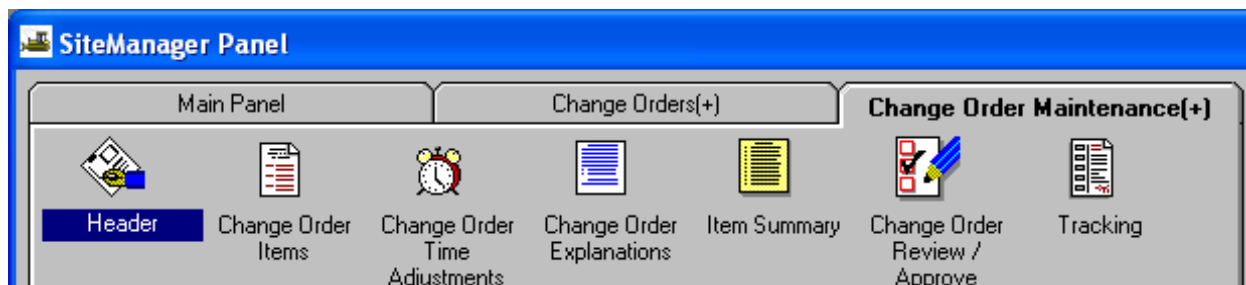 SiteManager Panel
Main Panel
Change Orders(+)
Change Order Maintenance(+)
Header
Change Order
Items
Change Order
Time
Adjustments
Change Order
Explanations
Item Summary
Change Order
Review /
Approve
Tracking